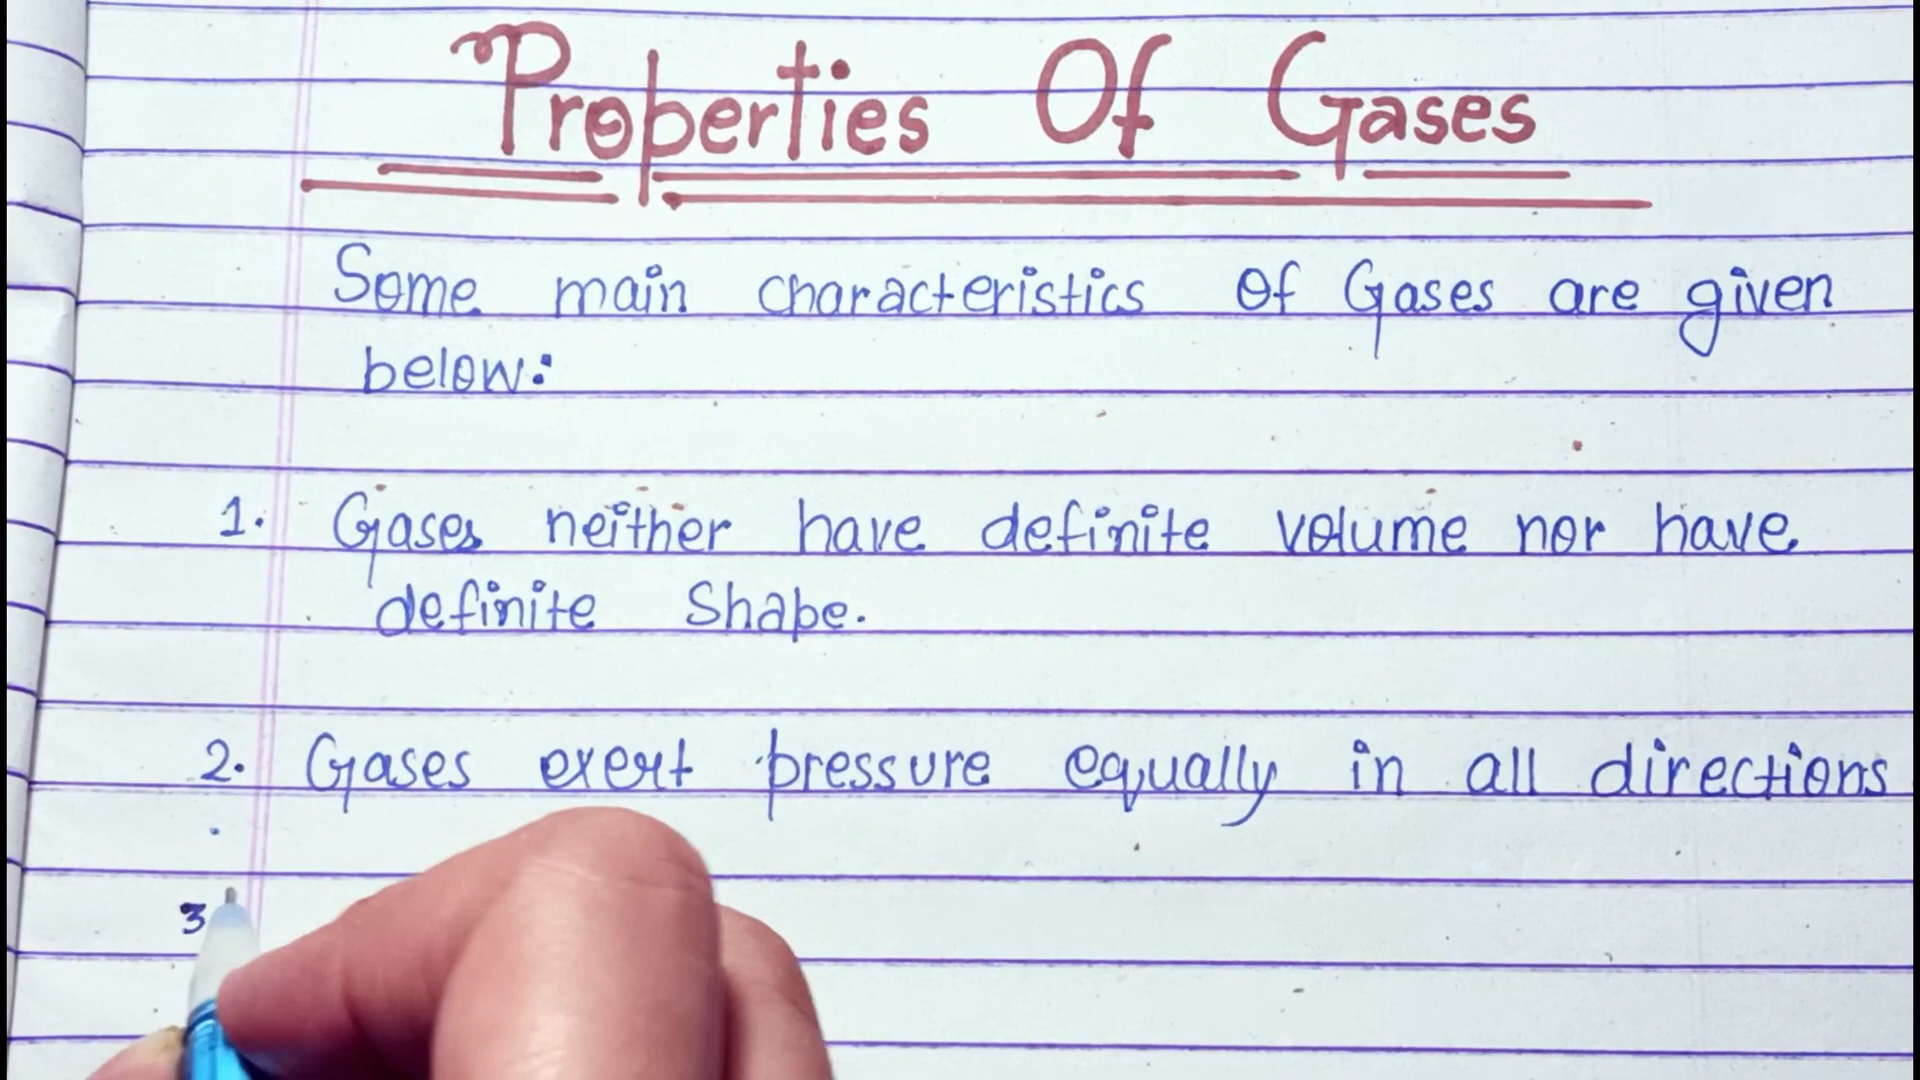 Properties Of Gases
Some main characteristics Of Gases are given
below:
1. Gases neither have definite volume nor have
definite Shape.
2. Gases exert pressure equally in all directions
3